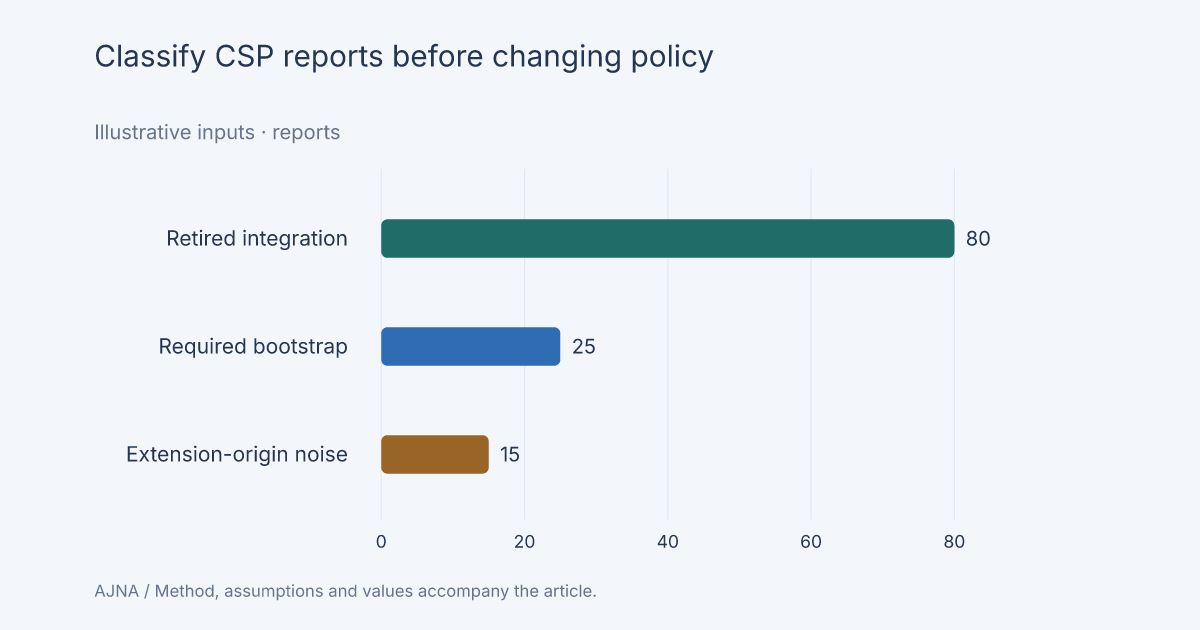 Classify CSP reports before changing policy
Illustrative inputs · reports
Retired integration 80
Required bootstrap 25
Extension-origin noise 15
0 20 40 60 80
AJNA / Method, assumptions and values accompany the article.